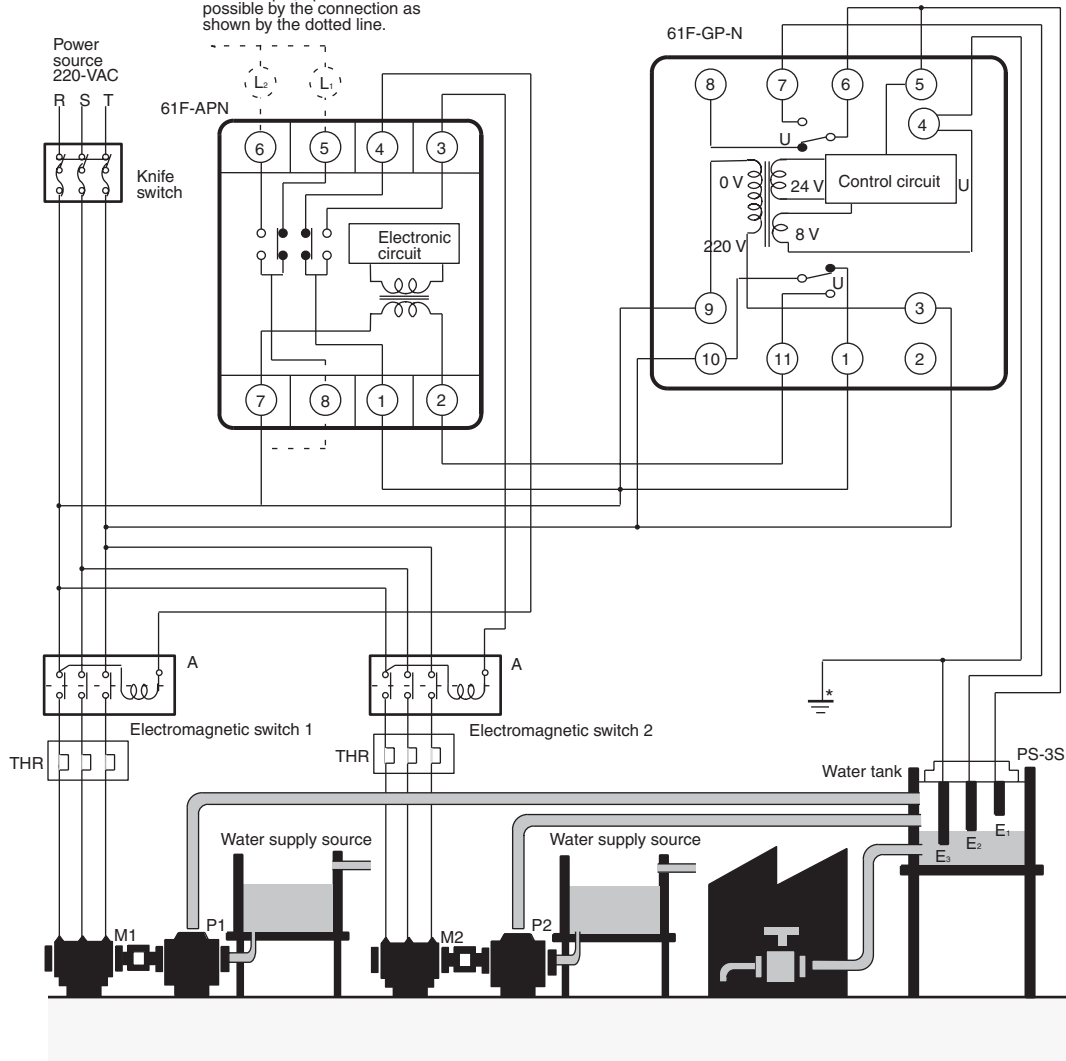 possible by the connection as
shown by the dotted line.
Power
source
220-VAC
R S T
Knife
switch
61F-APN
L2
L1
6
5
4
3
Electronic
circuit
7
8
1
2
61F-GP-N
8
7
6
5
4
U
0 V
24 V
Control circuit
U
8 V
220 V
U
9
3
10
11
1
2
A
Electromagnetic switch 1
THR
A
Electromagnetic switch 2
THR
*
PS-3S
Water tank
E1
E2
E3
Water supply source
Water supply source
M1
P1
M2
P2